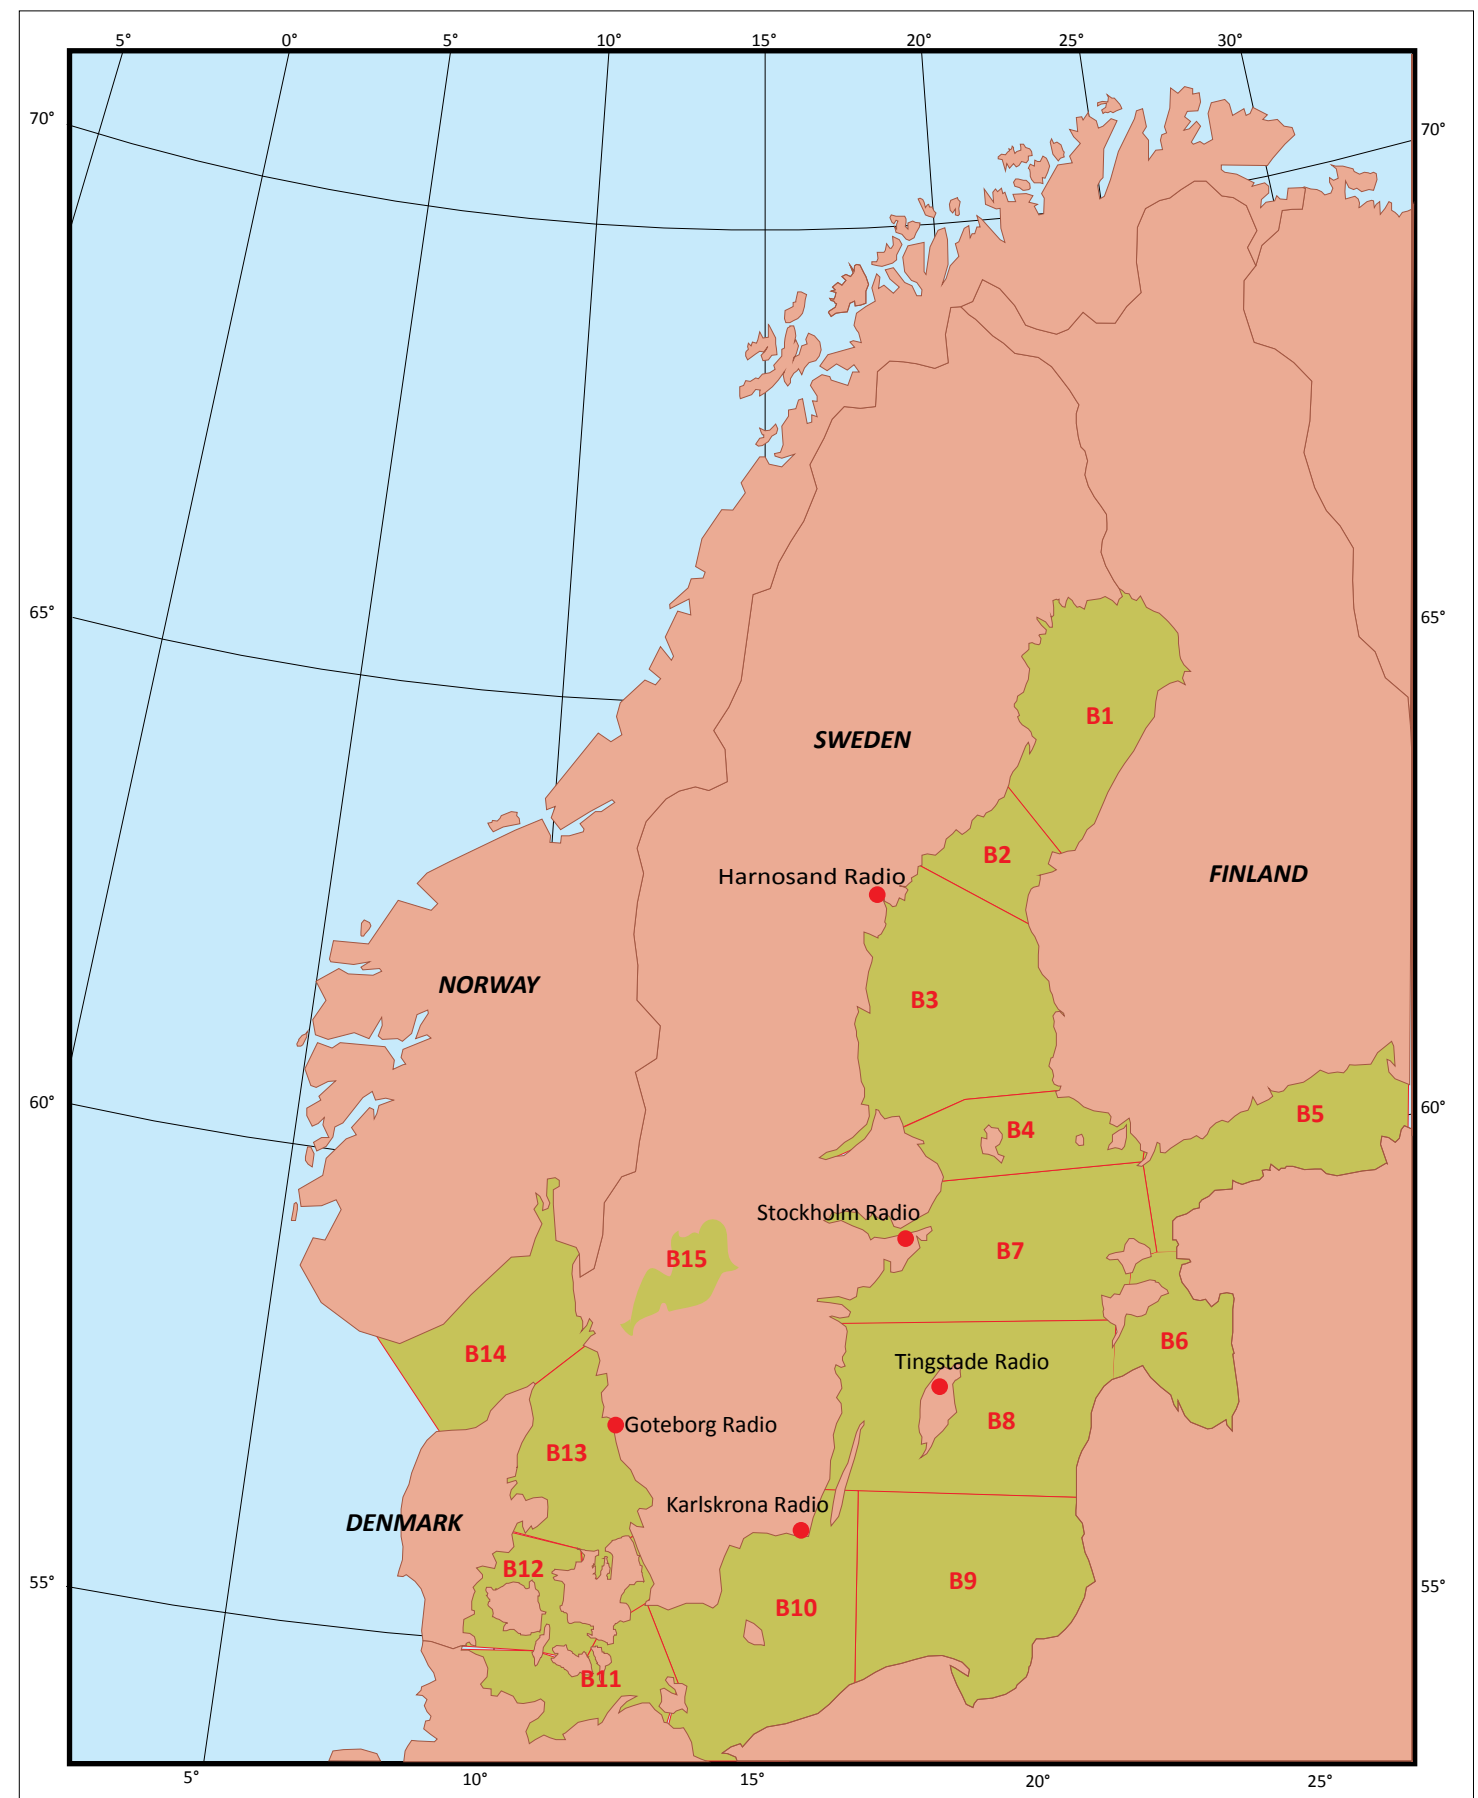 5° 0° 5° 10° 15° 20° 25° 30°
70° 70°
65° 65°
B1
SWEDEN
B2
FINLAND
Harnosand Radio
NORWAY
B3
60° 60°
B5
B4
Stockholm Radio
B7
B15
B6
B14
Tingstade Radio
B8
Goteborg Radio
B13
Karlskrona Radio
DENMARK
B12
B9
55° 55°
B10
B11
5° 10° 15° 20° 25°